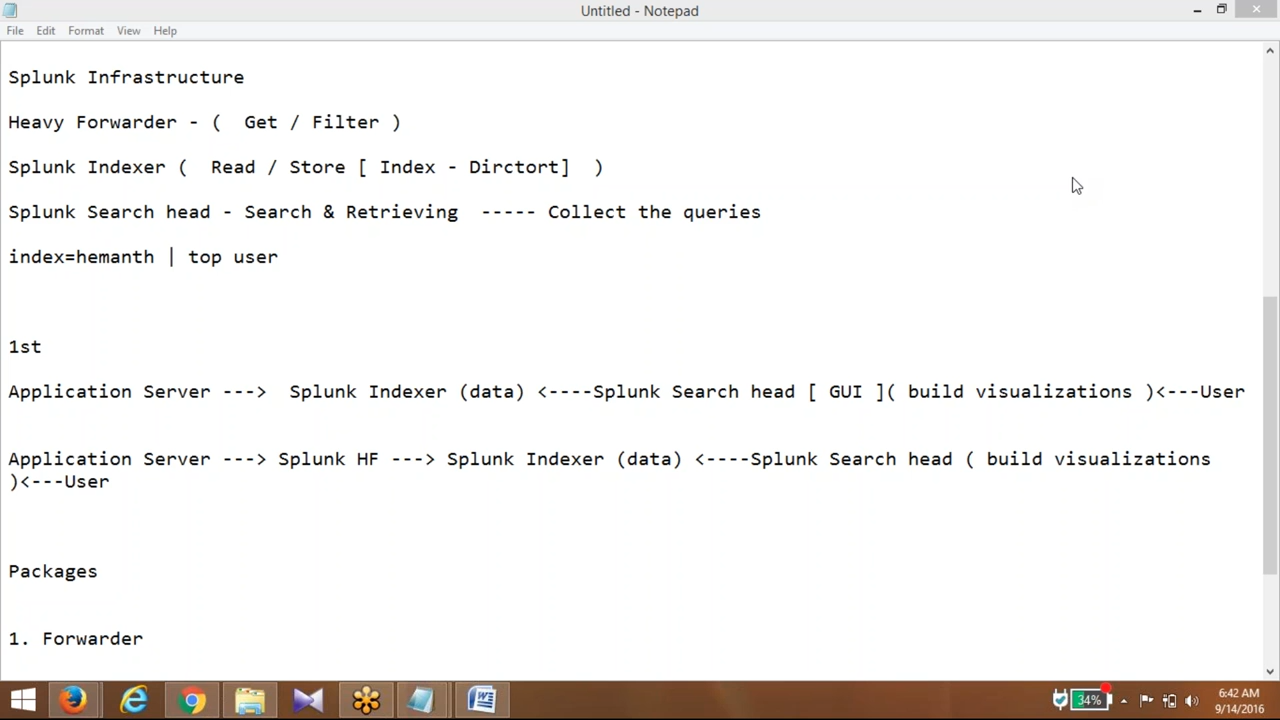 Untitled - Notepad
File Edit Format View Help
Splunk Infrastructure
Heavy Forwarder - (  Get / Filter )
Splunk Indexer (  Read / Store [ Index - Dirctort]  )
Splunk Search head - Search & Retrieving  ----- Collect the queries
index=hemanth | top user
1st
Application Server --->  Splunk Indexer (data) <----Splunk Search head [ GUI ]( build visualizations )<---User
Application Server ---> Splunk HF ---> Splunk Indexer (data) <----Splunk Search head ( build visualizations
)<---User
Packages
1. Forwarder
34%
6:42 AM
9/14/2016